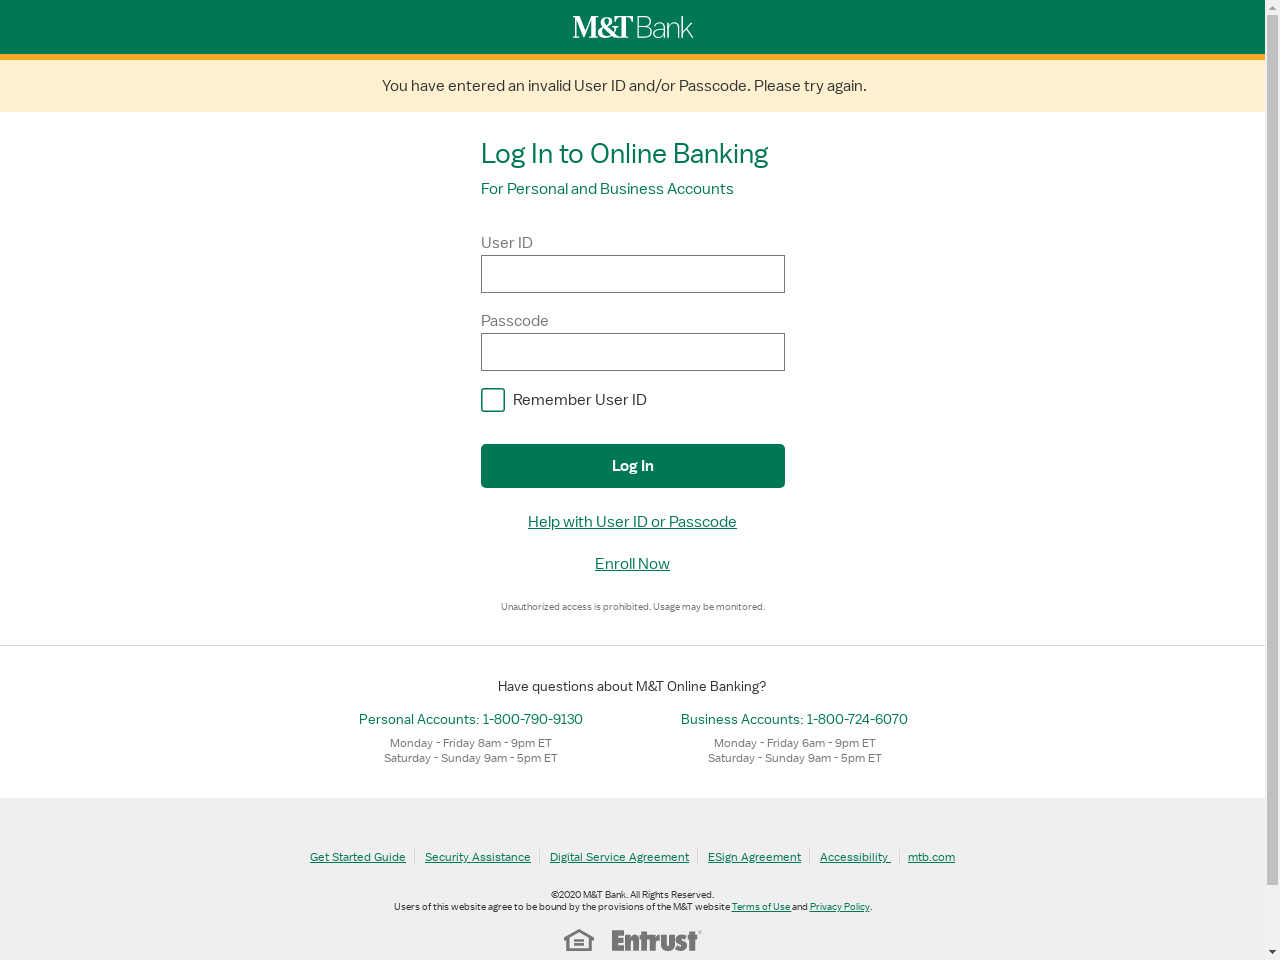 M&T Bank
You have entered an invalid User ID and/or Passcode. Please try again.
Log In to Online Banking
For Personal and Business Accounts
User ID
Passcode
Remember User ID
Log In
Help with User ID or Passcode
Enroll Now
Unauthorized access is prohibited. Usage may be monitored.
Have questions about M&T Online Banking?
Personal Accounts: 1-800-790-9130
Monday - Friday 8am - 9pm ET
Saturday - Sunday 9am - 5pm ET
Business Accounts: 1-800-724-6070
Monday - Friday 6am - 9pm ET
Saturday - Sunday 9am - 5pm ET
Get Started Guide Security Assistance Digital Service Agreement ESign Agreement Accessibility mtb.com
©2020 M&T Bank. All Rights Reserved.
Users of this website agree to be bound by the provisions of the M&T website Terms of Use and Privacy Policy.
Entrust